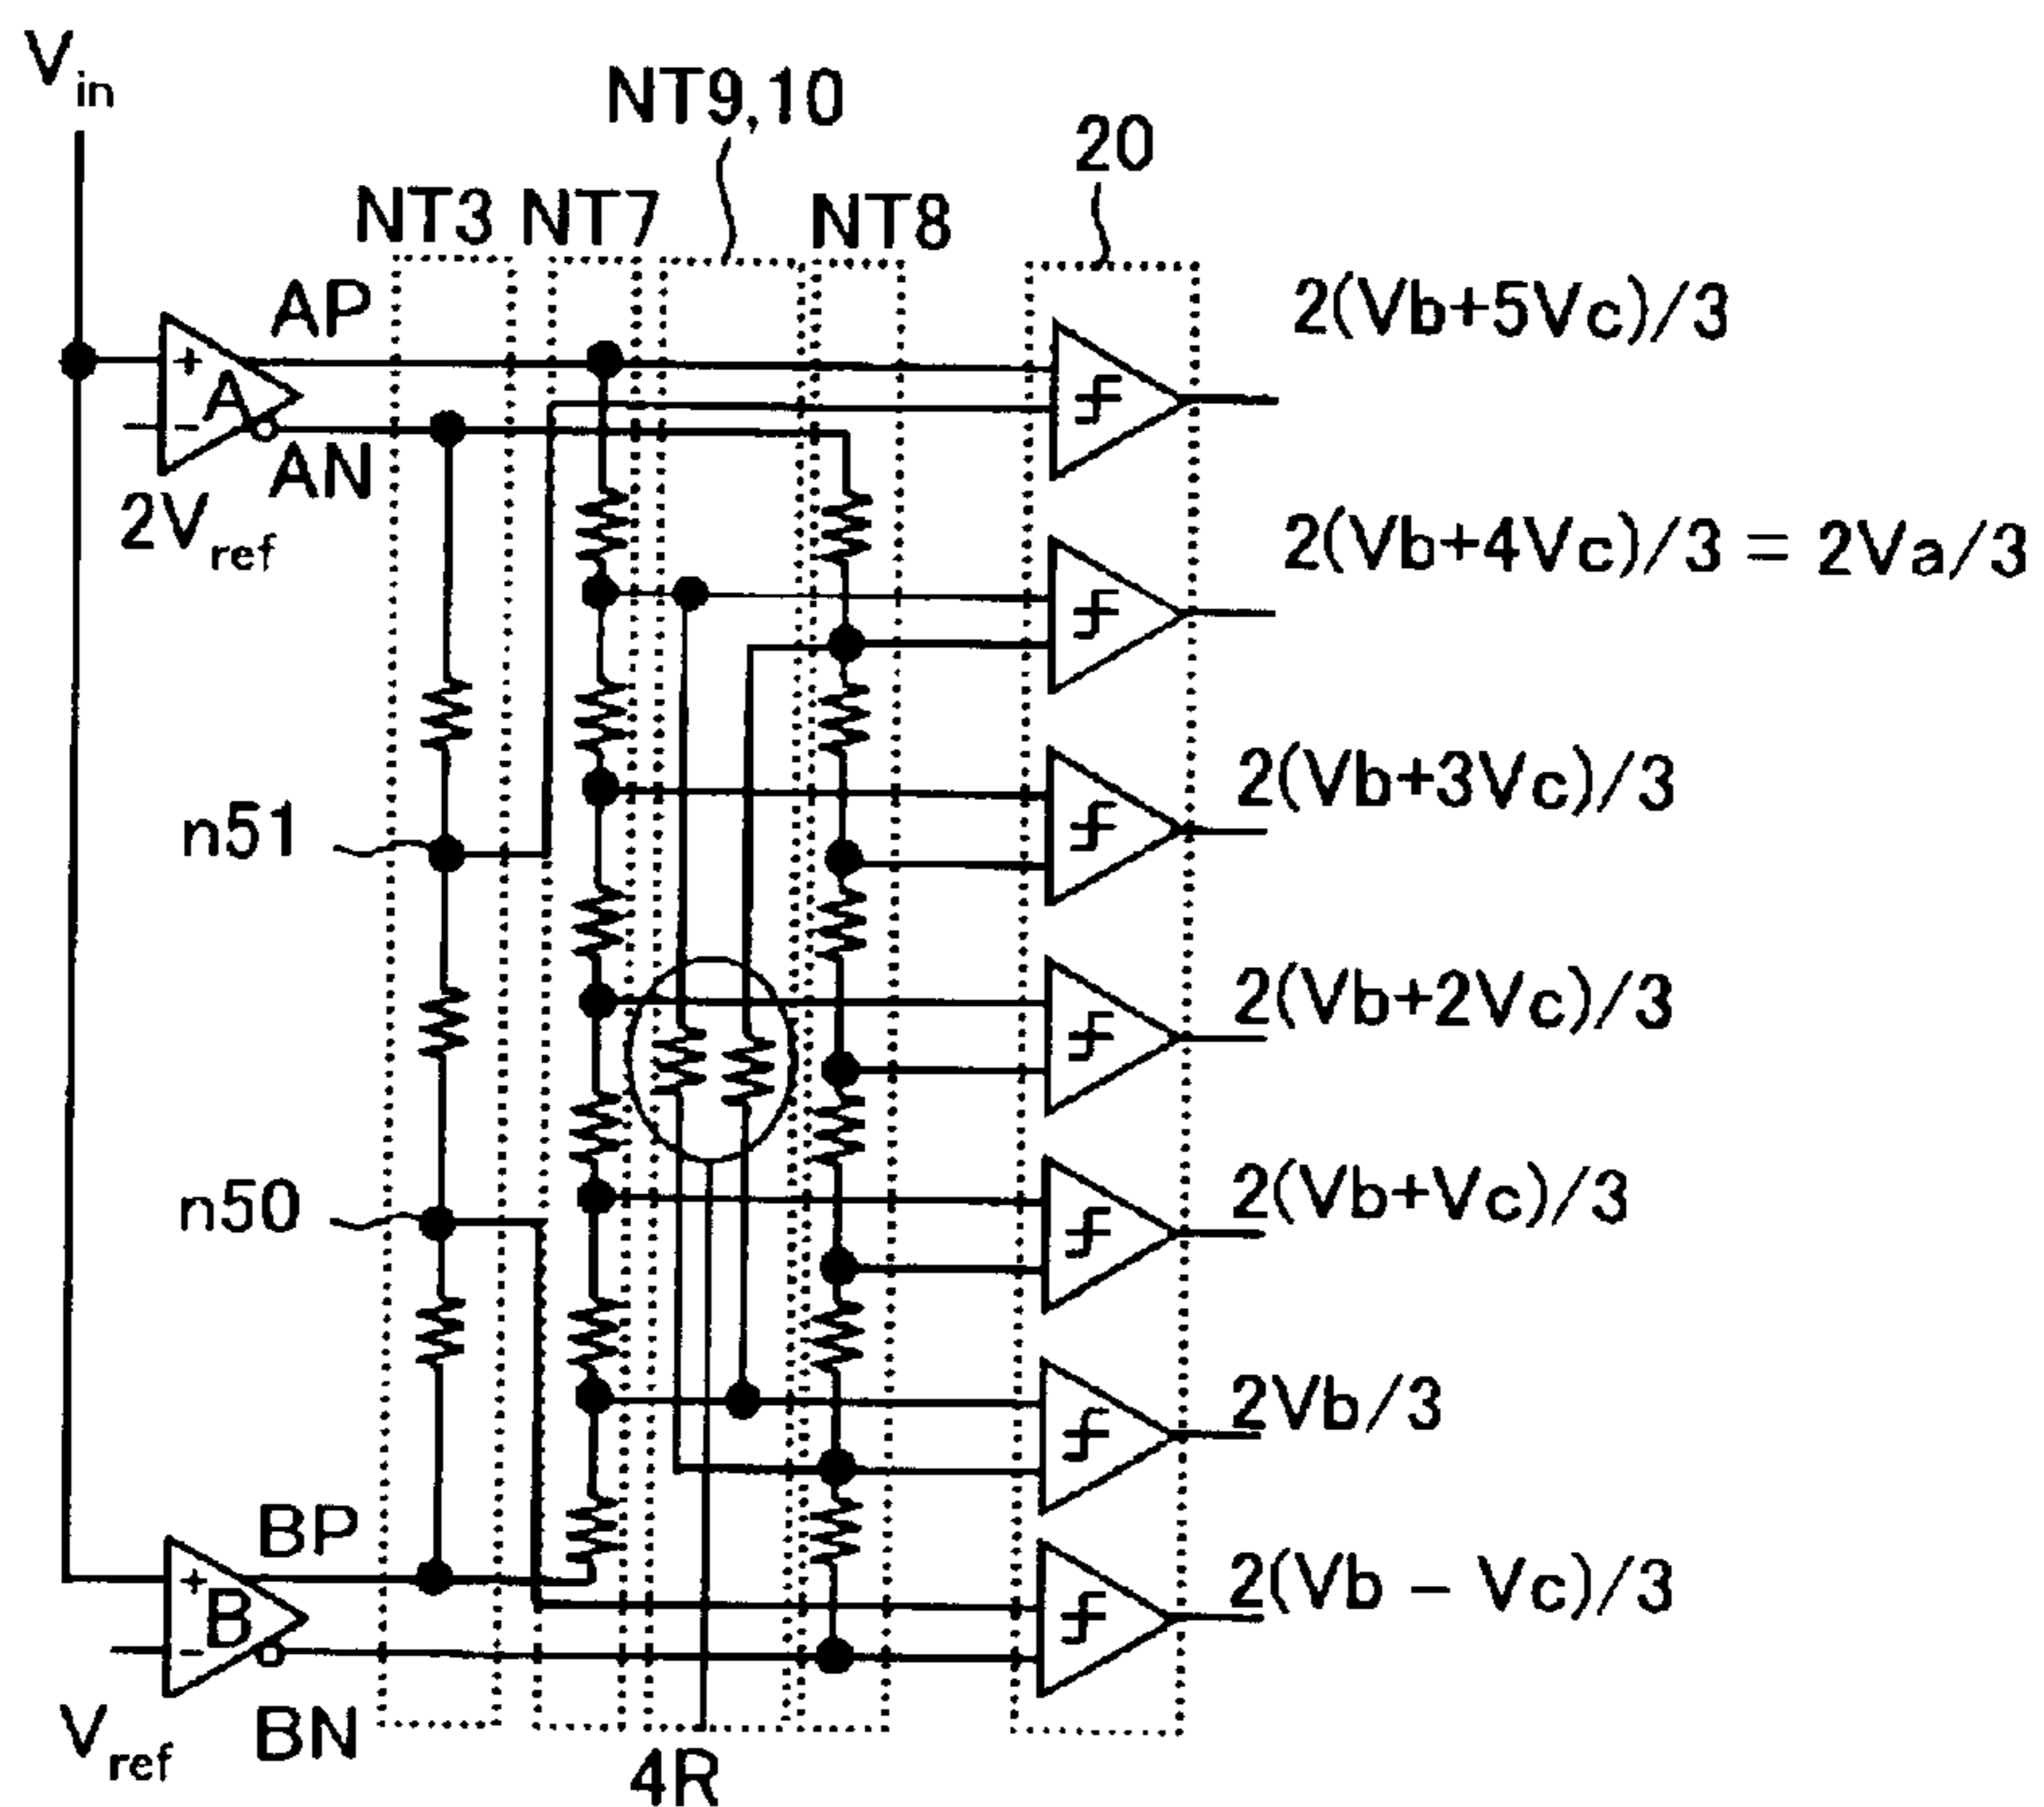 Vin
NT9,10
20
NT3
NT7
NT8
AP
2(Vb+5Vc)/3
+
A
-
AN
2Vref
2(Vb+4Vc)/3 = 2Va/3
2(Vb+3Vc)/3
n51
2(Vb+2Vc)/3
2(Vb+Vc)/3
n50
2Vb/3
BP
+
B
-
2(Vb - Vc)/3
Vref
BN
4R